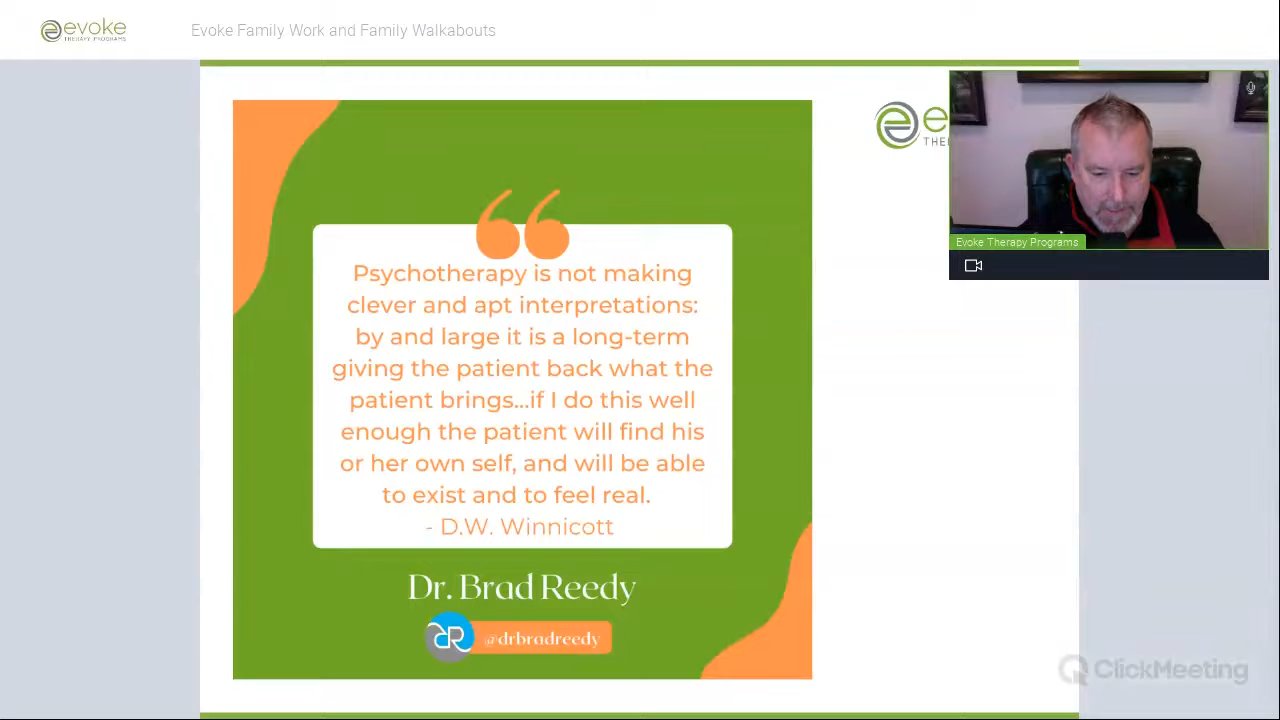 evoke
THERAPY PROGRAMS
Evoke Family Work and Family Walkabouts
e
THE
Evoke Therapy Programs
Psychotherapy is not making
clever and apt interpretations:
by and large it is a long-term
giving the patient back what the
patient brings...if I do this well
enough the patient will find his
or her own self, and will be able
to exist and to feel real.
- D.W. Winnicott
Dr. Brad Reedy
@drbradreedy
ClickMeeting